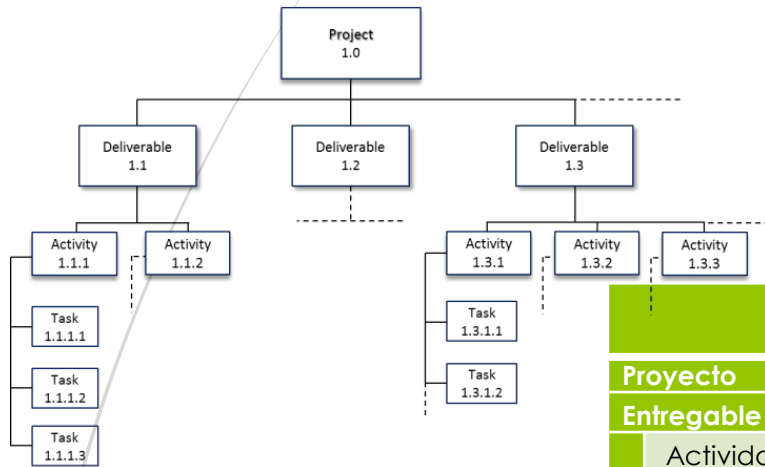 Project
1.0
Deliverable
1.1
Deliverable
1.2
Deliverable
1.3
Activity
1.1.1
Activity
1.1.2
Activity
1.3.1
Activity
1.3.2
Activity
1.3.3
Task
1.1.1.1
Task
1.1.1.2
Task
1.1.1.3
Task
1.3.1.1
Task
1.3.1.2
Proyecto
Entregable